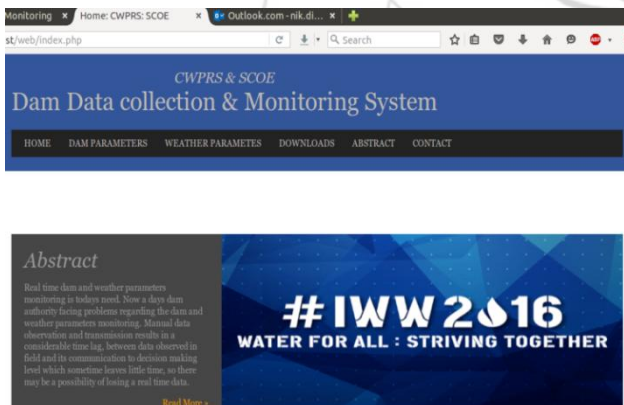 Monitoring × Home: CWPRS: SCOE × Outlook.com - nik.di... ×
st/web/index.php Search
CWPRS & SCOE
Dam Data collection & Monitoring System
HOME DAM PARAMETERS WEATHER PARAMETES DOWNLOADS ABSTRACT CONTACT
Abstract
Real time dam and weather parameters
monitoring is todays need. Now a days dam
authority facing problems regarding the dam and
weather parameters monitoring. Manual data
observation and transmission results in a
considerable time lag, between data observed in
field and its communication to decision making
level which sometime leaves little time, so there
may be a possibility of losing a real time data.
Read More »
# IWW 2016
WATER FOR ALL : STRIVING TOGETHER